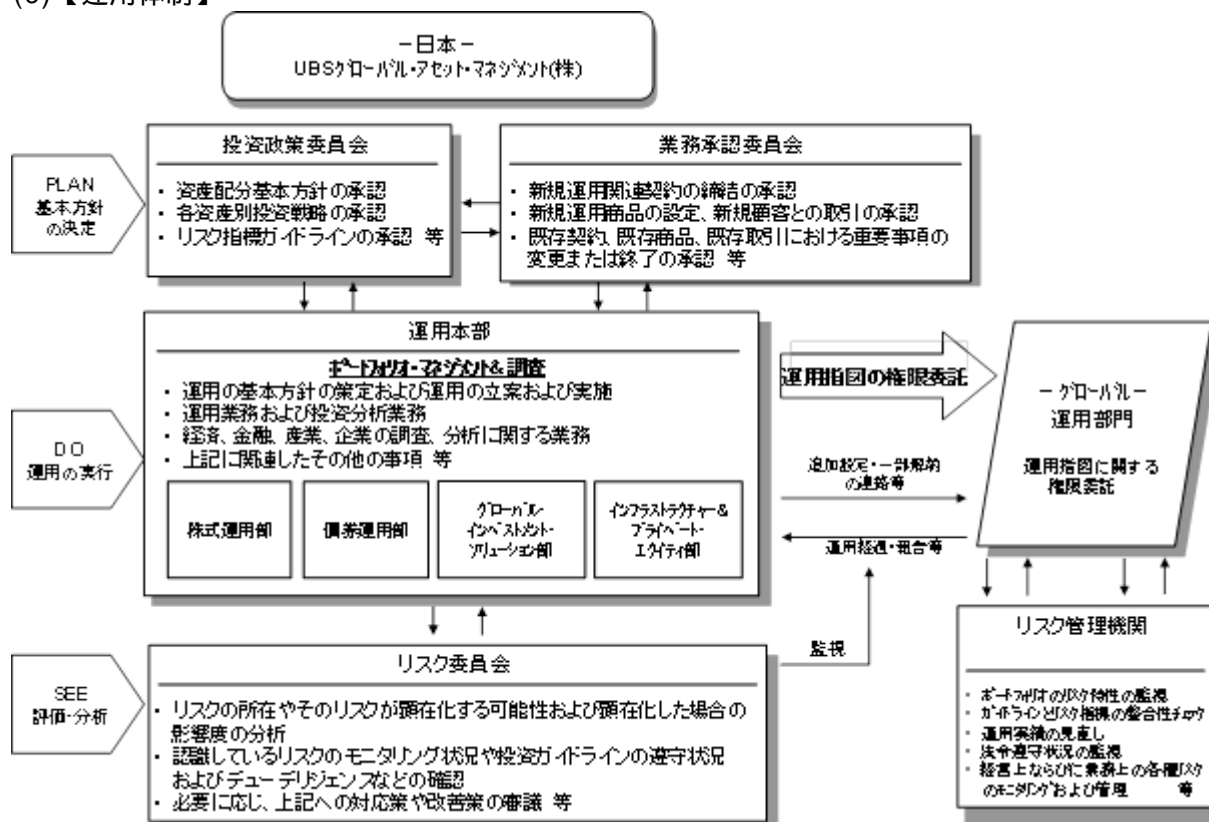 【運用体制】
－日本－
UBSグローバル・アセット・マネジメント(株)
PLAN
基本方針
の決定
投資政策委員会
・ 資産配分基本方針の承認
・ 各資産別投資戦略の承認
・ リスク指標ガイドラインの承認 等
業務承認委員会
・ 新規運用関連契約の締結の承認
・ 新規運用商品の設定、新規顧客との取引の承認
・ 既存契約、既存商品、既存取引における重要事項の
変更または終了の承認 等
DO
運用の実行
運用本部
ポートフォリオ・マネジメント&調査
・ 運用の基本方針の策定および運用の立案および実施
・ 運用業務および投資分析業務
・ 経済、金融、産業、企業の調査、分析に関する業務
・ 上記に関連したその他の事項 等
株式運用部
債券運用部
グローバル・
インベストメント・
ソリューション部
インフラストラクチャー&
プライベート・
エクイティ部
運用指図の権限委託
追加設定・一部解約
の連絡等
運用経過・報告等
監視
－グローバル－
運用部門
運用指図に関する
権限委託
SEE
評価・分析
リスク委員会
・ リスクの所在やそのリスクが顕在化する可能性および顕在化した場合の
影響度の分析
・ 認識しているリスクのモニタリング状況や投資ガイドラインの遵守状況
およびデューデリジェンスなどの確認
・ 必要に応じ、上記への対応策や改善策の審議 等
リスク管理機関
・ ポートフォリオのリスク特性の監視
・ ガイドラインとリスク指標の整合性チェック
・ 運用実績の見直し
・ 法令遵守状況の監視
・ 経営上ならびに業務上の各種リスク
のモニタリングおよび管理 等